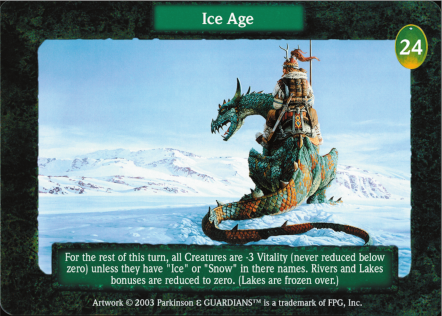 Ice Age
24
For the rest of this turn, all Creatures are -3 Vitality (never reduced below
zero) unless they have "Ice" or "Snow" in there names. Rivers and Lakes
bonuses are reduced to zero. (Lakes are frozen over.)
Artwork © 2003 Parkinson & GUARDIANS™ is a trademark of FPG, Inc.